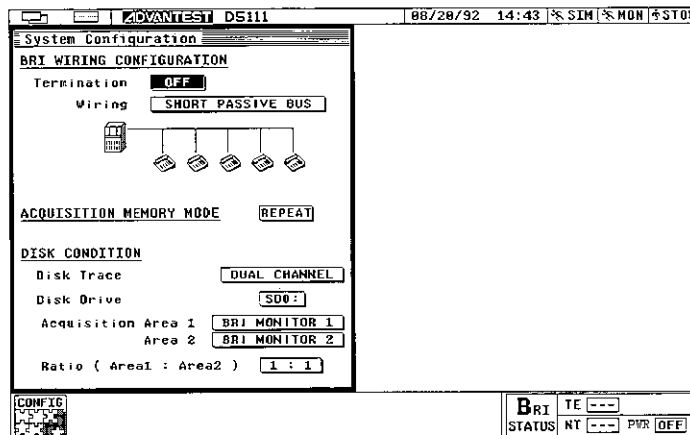 ADVANTEST D5111 08/20/92 14:43 SIM MON STOP
System Configuration
BRI WIRING CONFIGURATION
Termination OFF
Wiring SHORT PASSIVE BUS
ACQUISITION MEMORY MODE REPEAT
DISK CONDITION
Disk Trace DUAL CHANNEL
Disk Drive SD0:
Acquisition Area 1 BRI MONITOR 1
Area 2 BRI MONITOR 2
Ratio ( Area1 : Area2 ) 1 : 1
CONFIG
BRI TE ---
STATUS NT --- PWR OFF